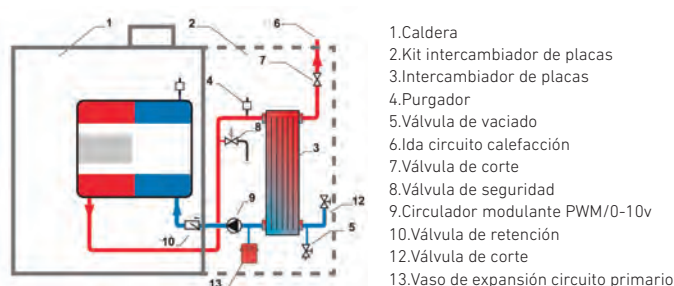 1
2
6
7
4
8
3
9
12
10
5
13
1.Caldera
2.Kit intercambiador de placas
3.Intercambiador de placas
4.Purgador
5.Válvula de vaciado
6.Ida circuito calefacción
7.Válvula de corte
8.Válvula de seguridad
9.Circulador modulante PWM/0-10v
10.Válvula de retención
12.Válvula de corte
13.Vaso de expansión circuito primario